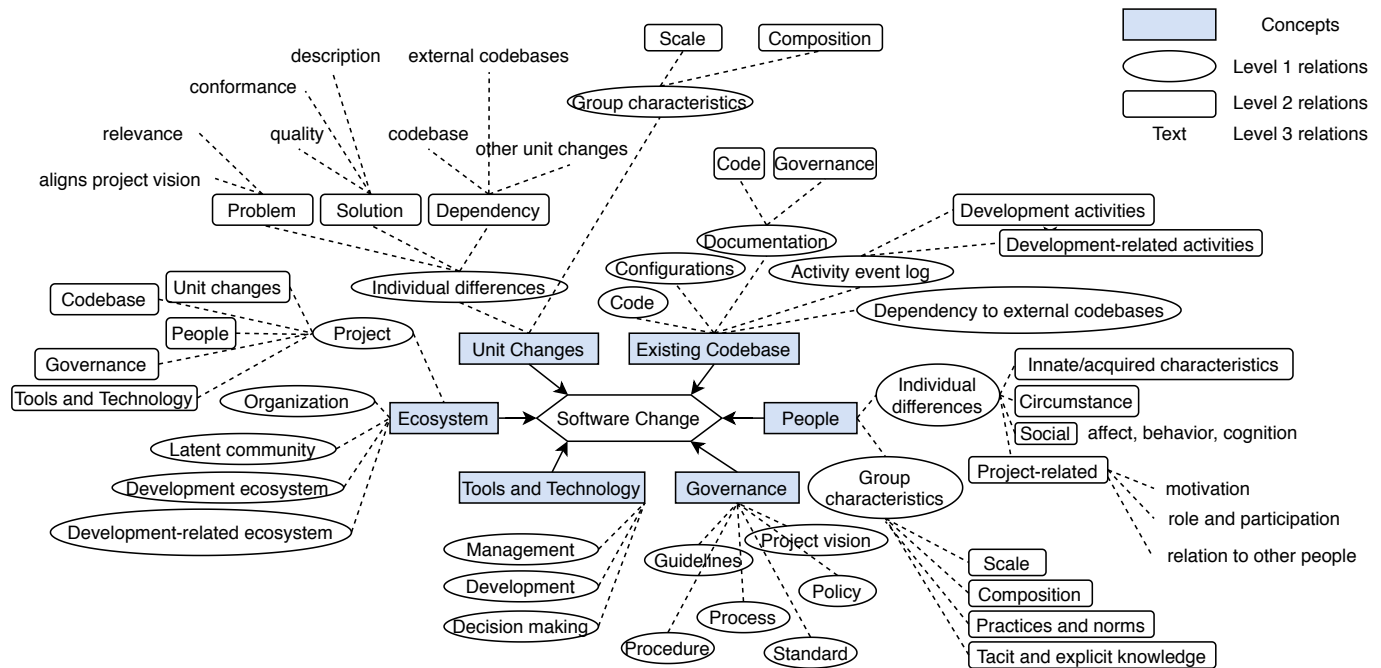 Scale
Composition
Concepts
description
external codebases
Level 1 relations
conformance
Group characteristics
Level 2 relations
relevance
quality
codebase
Text
Level 3 relations
other unit changes
aligns project vision
Code
Governance
Problem
Solution
Dependency
Development activities
Documentation
Development-related activities
Configurations
Activity event log
Unit changes
Individual differences
Codebase
Code
Dependency to external codebases
People
Project
Governance
Unit Changes
Existing Codebase
Innate/acquired characteristics
Tools and Technology
Individual
differences
Organization
Circumstance
Ecosystem
Software Change
People
Social
affect, behavior, cognition
Latent community
Project-related
Group
characteristics
Development ecosystem
Tools and Technology
Governance
motivation
role and participation
Development-related ecosystem
Management
Project vision
relation to other people
Guidelines
Scale
Development
Policy
Composition
Process
Decision making
Practices and norms
Procedure
Standard
Tacit and explicit knowledge